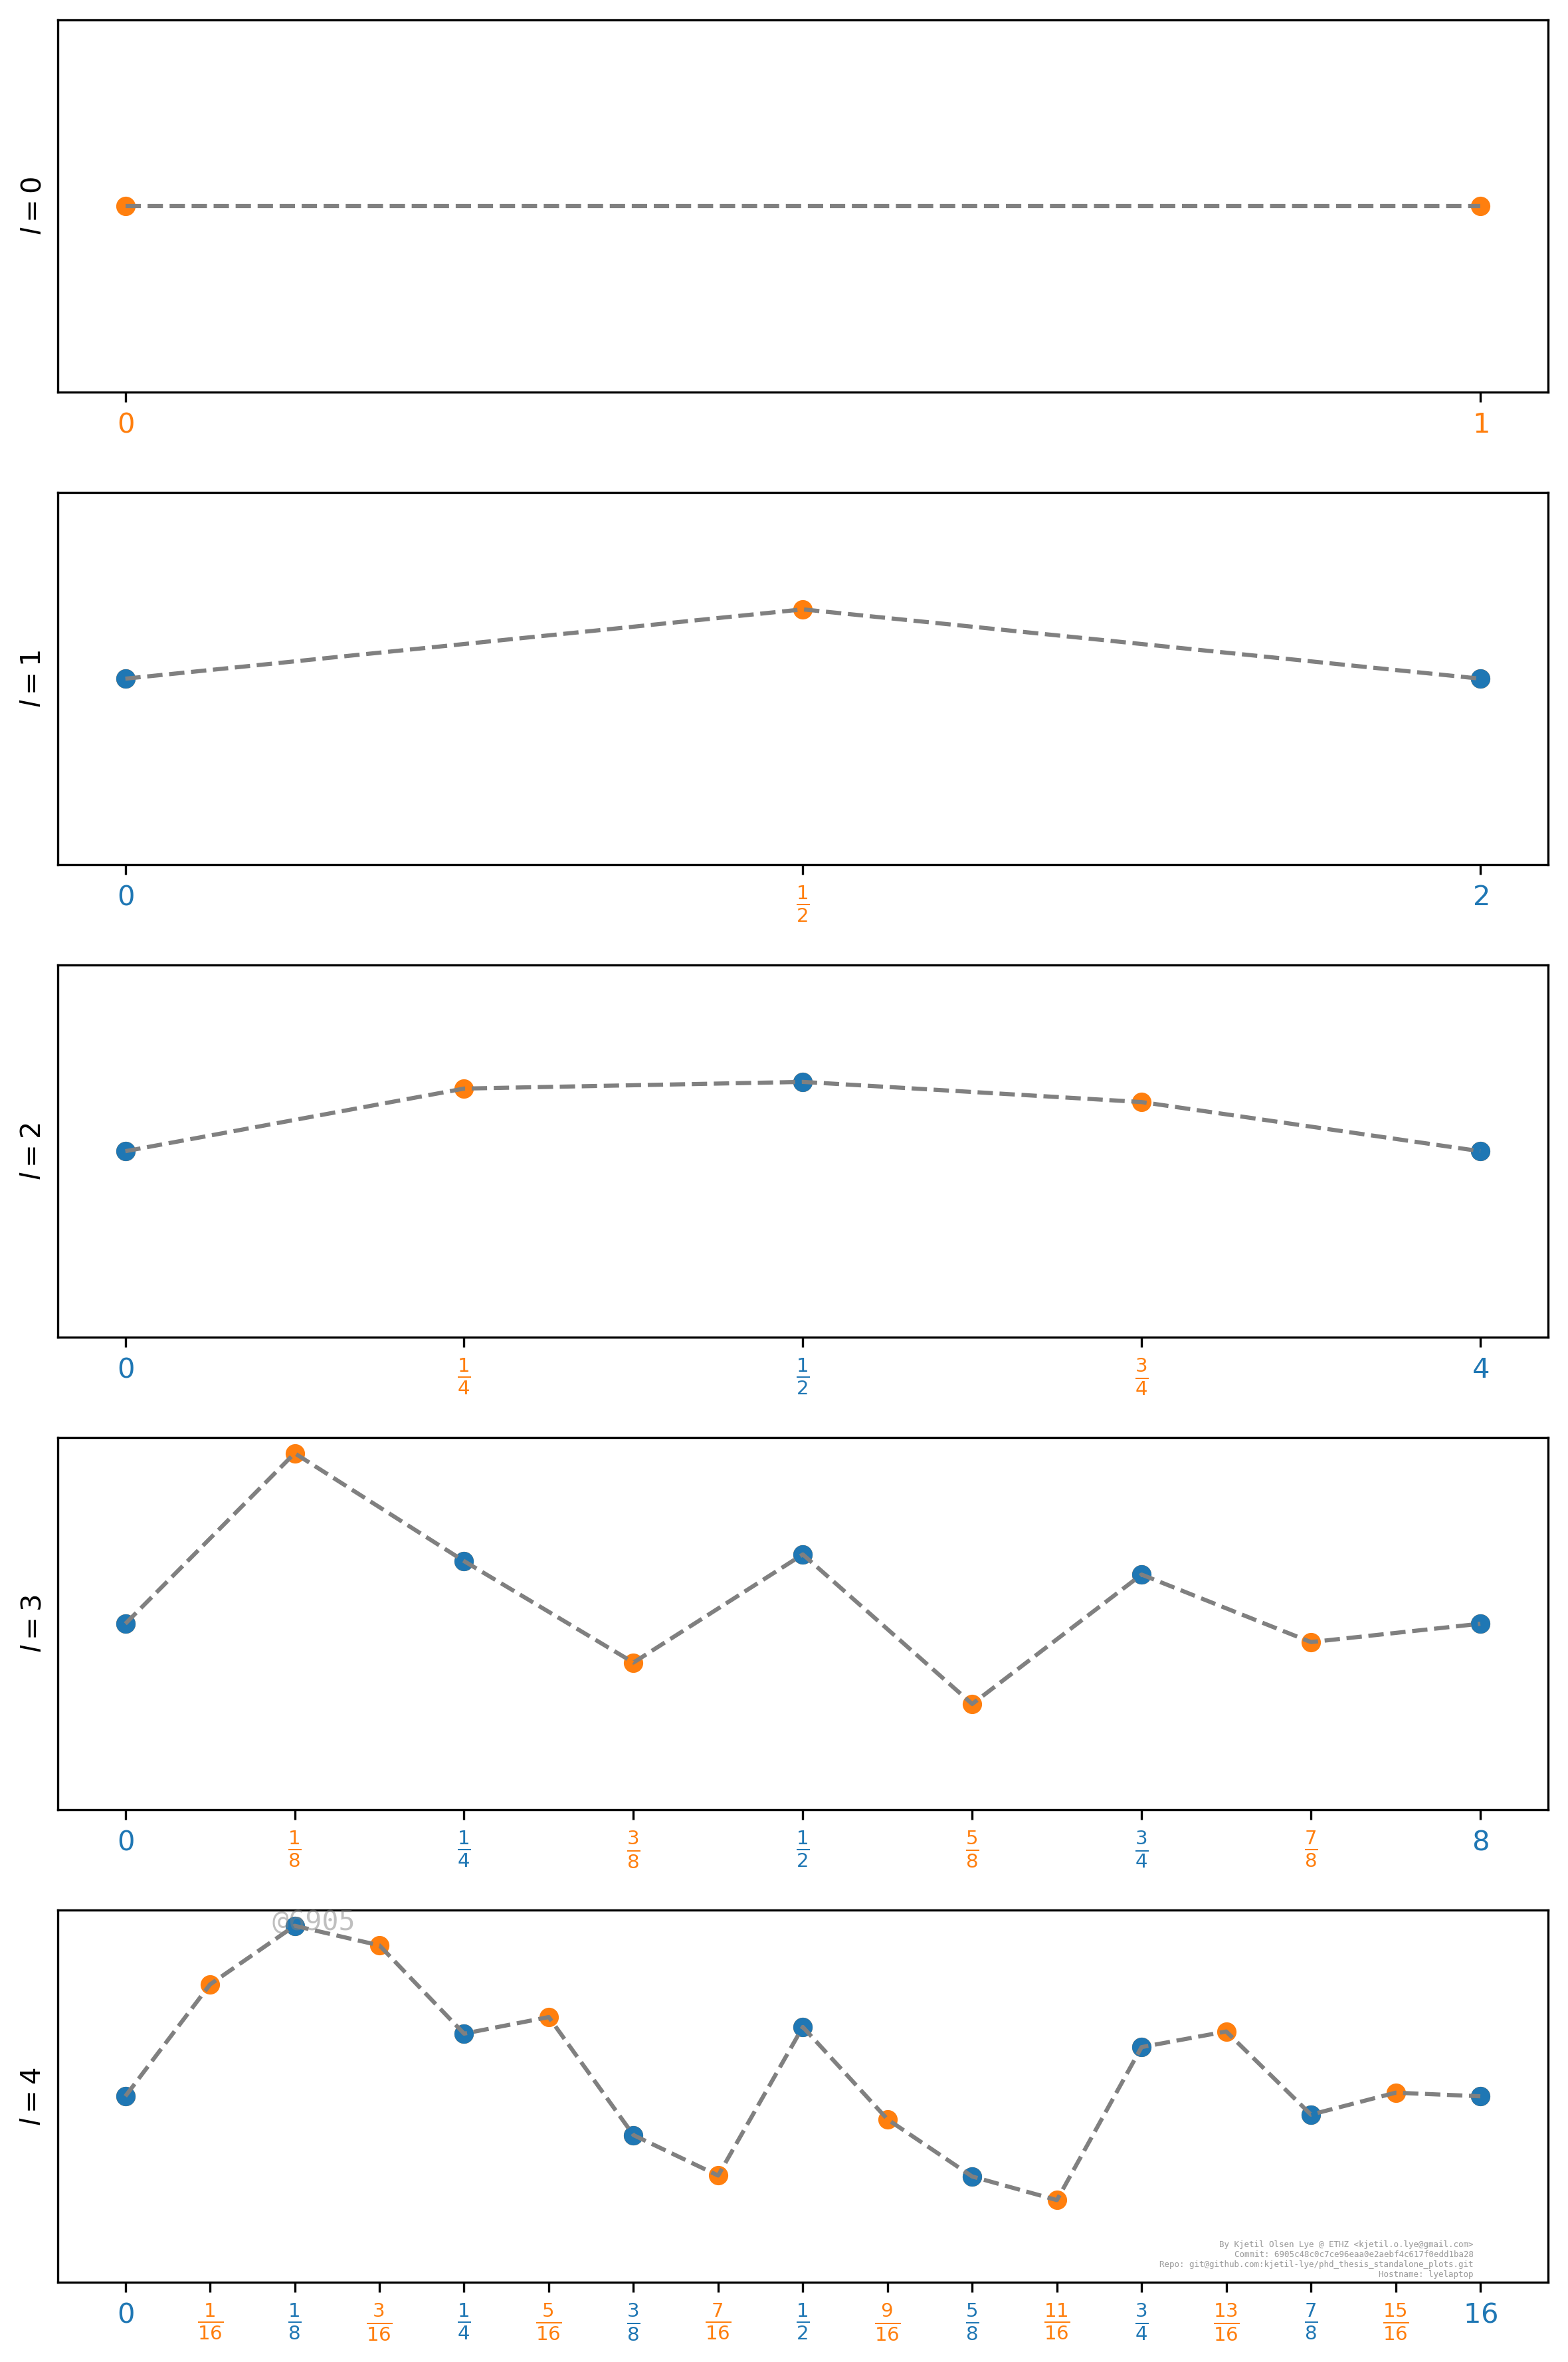 l = 0
0 1
l = 1
0 1/2 2
l = 2
0 1/4 1/2 3/4 4
l = 3
0 1/8 1/4 3/8 1/2 5/8 3/4 7/8 8
@6905
l = 4
By Kjetil Olsen Lye @ ETHZ <kjetil.o.lye@gmail.com>
Commit: 6905c48c0c7ce96eaa0e2aebf4c617f0edd1ba28
Repo: git@github.com:kjetil-lye/phd_thesis_standalone_plots.git
Hostname: lyelaptop
0 1/16 1/8 3/16 1/4 5/16 3/8 7/16 1/2 9/16 5/8 11/16 3/4 13/16 7/8 15/16 16